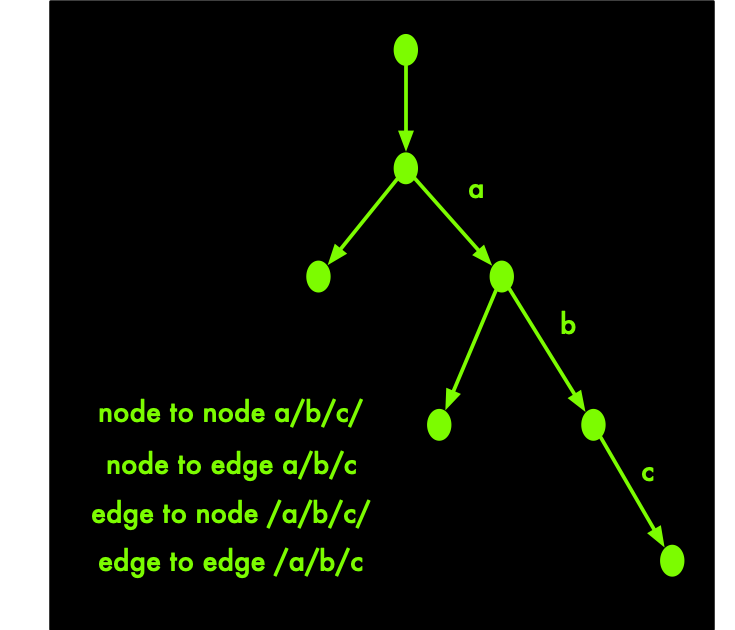 a
b
node to node a/b/c/
node to edge a/b/c
c
edge to node /a/b/c/
edge to edge /a/b/c